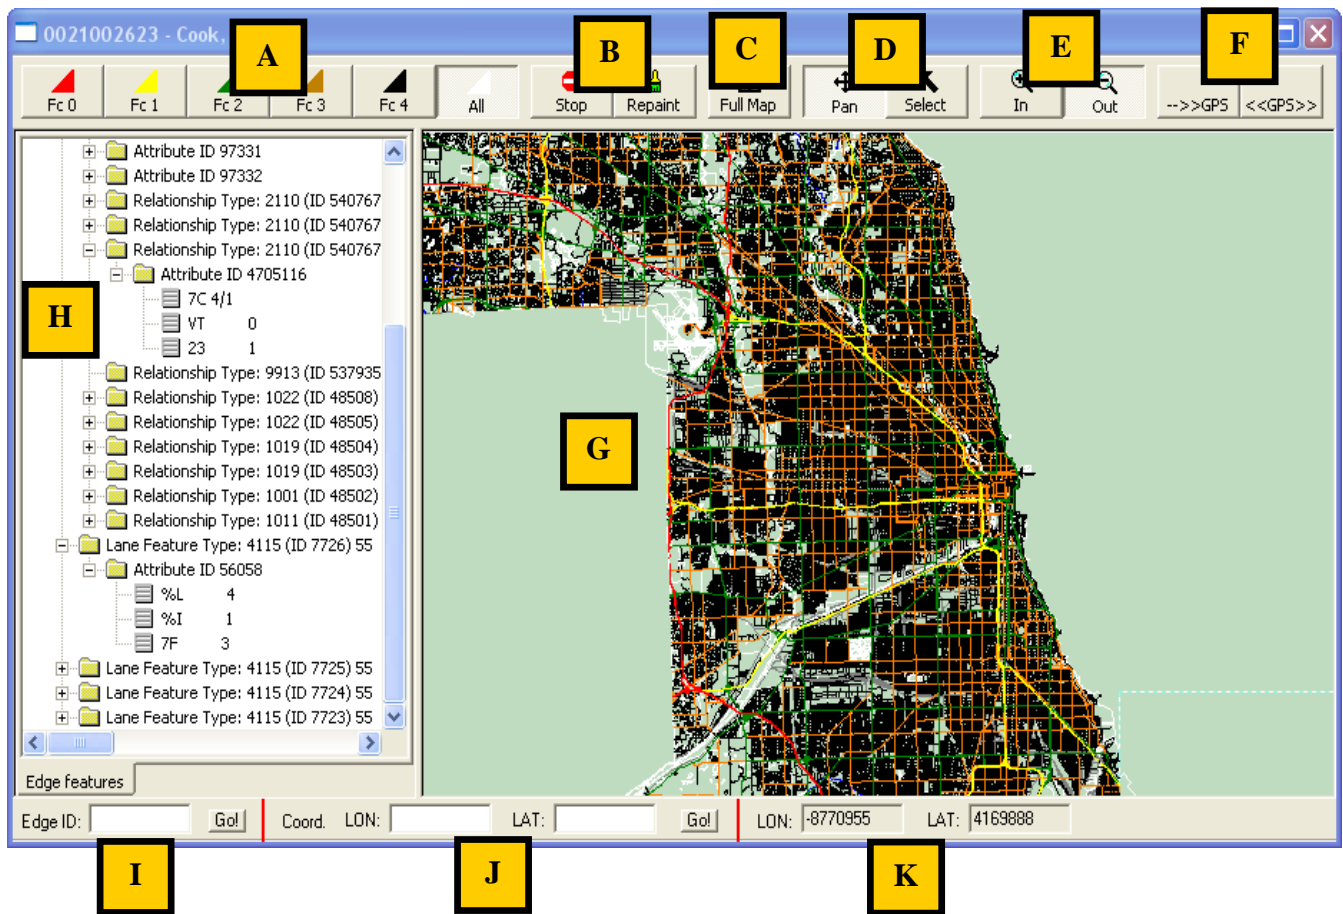 0021002623 - Cook,
A
B
C
D
E
F
Fc 0
Fc 1
Fc 2
Fc 3
Fc 4
All
Stop
Repaint
Full Map
Pan
Select
In
Out
-->>GPS
<<GPS>>
Attribute ID 97331
Attribute ID 97332
Relationship Type: 2110 (ID 540767
Relationship Type: 2110 (ID 540767
Relationship Type: 2110 (ID 540767
Attribute ID 4705116
7C 4/1
VT 0
23 1
Relationship Type: 9913 (ID 537935
Relationship Type: 1022 (ID 48508)
Relationship Type: 1022 (ID 48505)
Relationship Type: 1019 (ID 48504)
Relationship Type: 1019 (ID 48503)
Relationship Type: 1001 (ID 48502)
Relationship Type: 1011 (ID 48501)
Lane Feature Type: 4115 (ID 7726) 55
Attribute ID 56058
%L 4
%I 1
7F 3
Lane Feature Type: 4115 (ID 7725) 55
Lane Feature Type: 4115 (ID 7724) 55
Lane Feature Type: 4115 (ID 7723) 55
H
G
Edge features
Edge ID: Go! Coord. LON: LAT: Go! LON: -8770955 LAT: 4169888
I
J
K